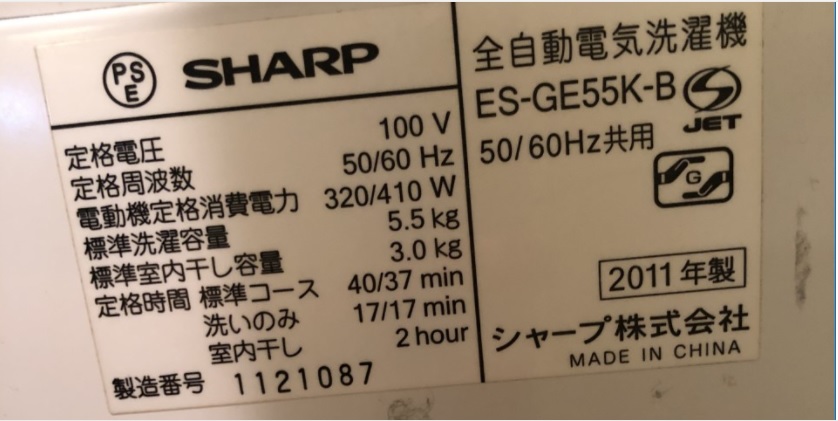 PS
E
SHARP
定格電圧 100 V
定格周波数 50/60 Hz
電動機定格消費電力 320/410 W
標準洗濯容量 5.5 kg
標準室内干し容量 3.0 kg
定格時間 標準コース 40/37 min
洗いのみ 17/17 min
室内干し 2 hour
製造番号 1121087
全自動電気洗濯機
ES-GE55K-B
S
JET
50/60Hz共用
G
2011年製
シャープ株式会社
MADE IN CHINA